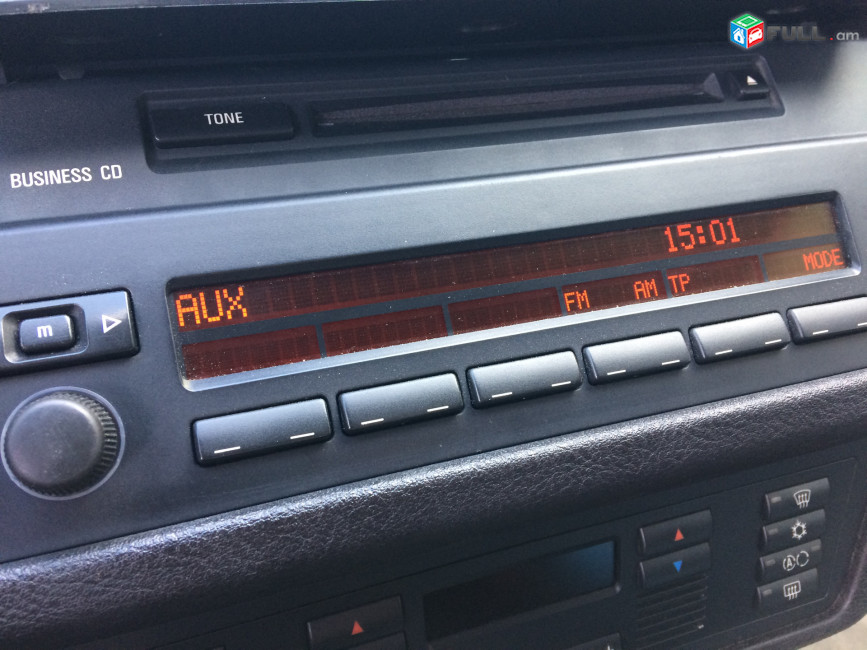 FULL.am
TONE
BUSINESS CD
15:01
AUX
FM AM TP MODE
m
A